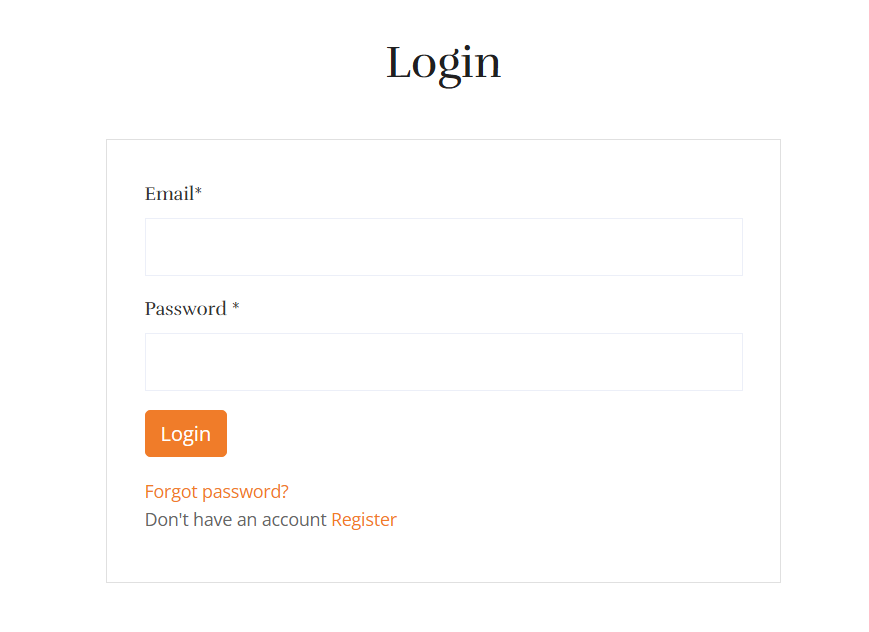 Login
Email*
Password *
Login
Forgot password?
Don't have an account Register